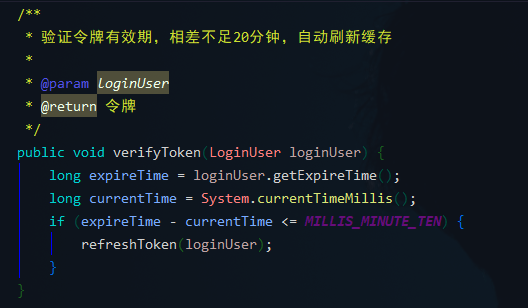 /**
 * 验证令牌有效期，相差不足20分钟，自动刷新缓存
 *
 * @param loginUser
 * @return 令牌
 */
public void verifyToken(LoginUser loginUser) {
    long expireTime = loginUser.getExpireTime();
    long currentTime = System.currentTimeMillis();
    if (expireTime - currentTime <= MILLIS_MINUTE_TEN) {
        refreshToken(loginUser);
    }
}